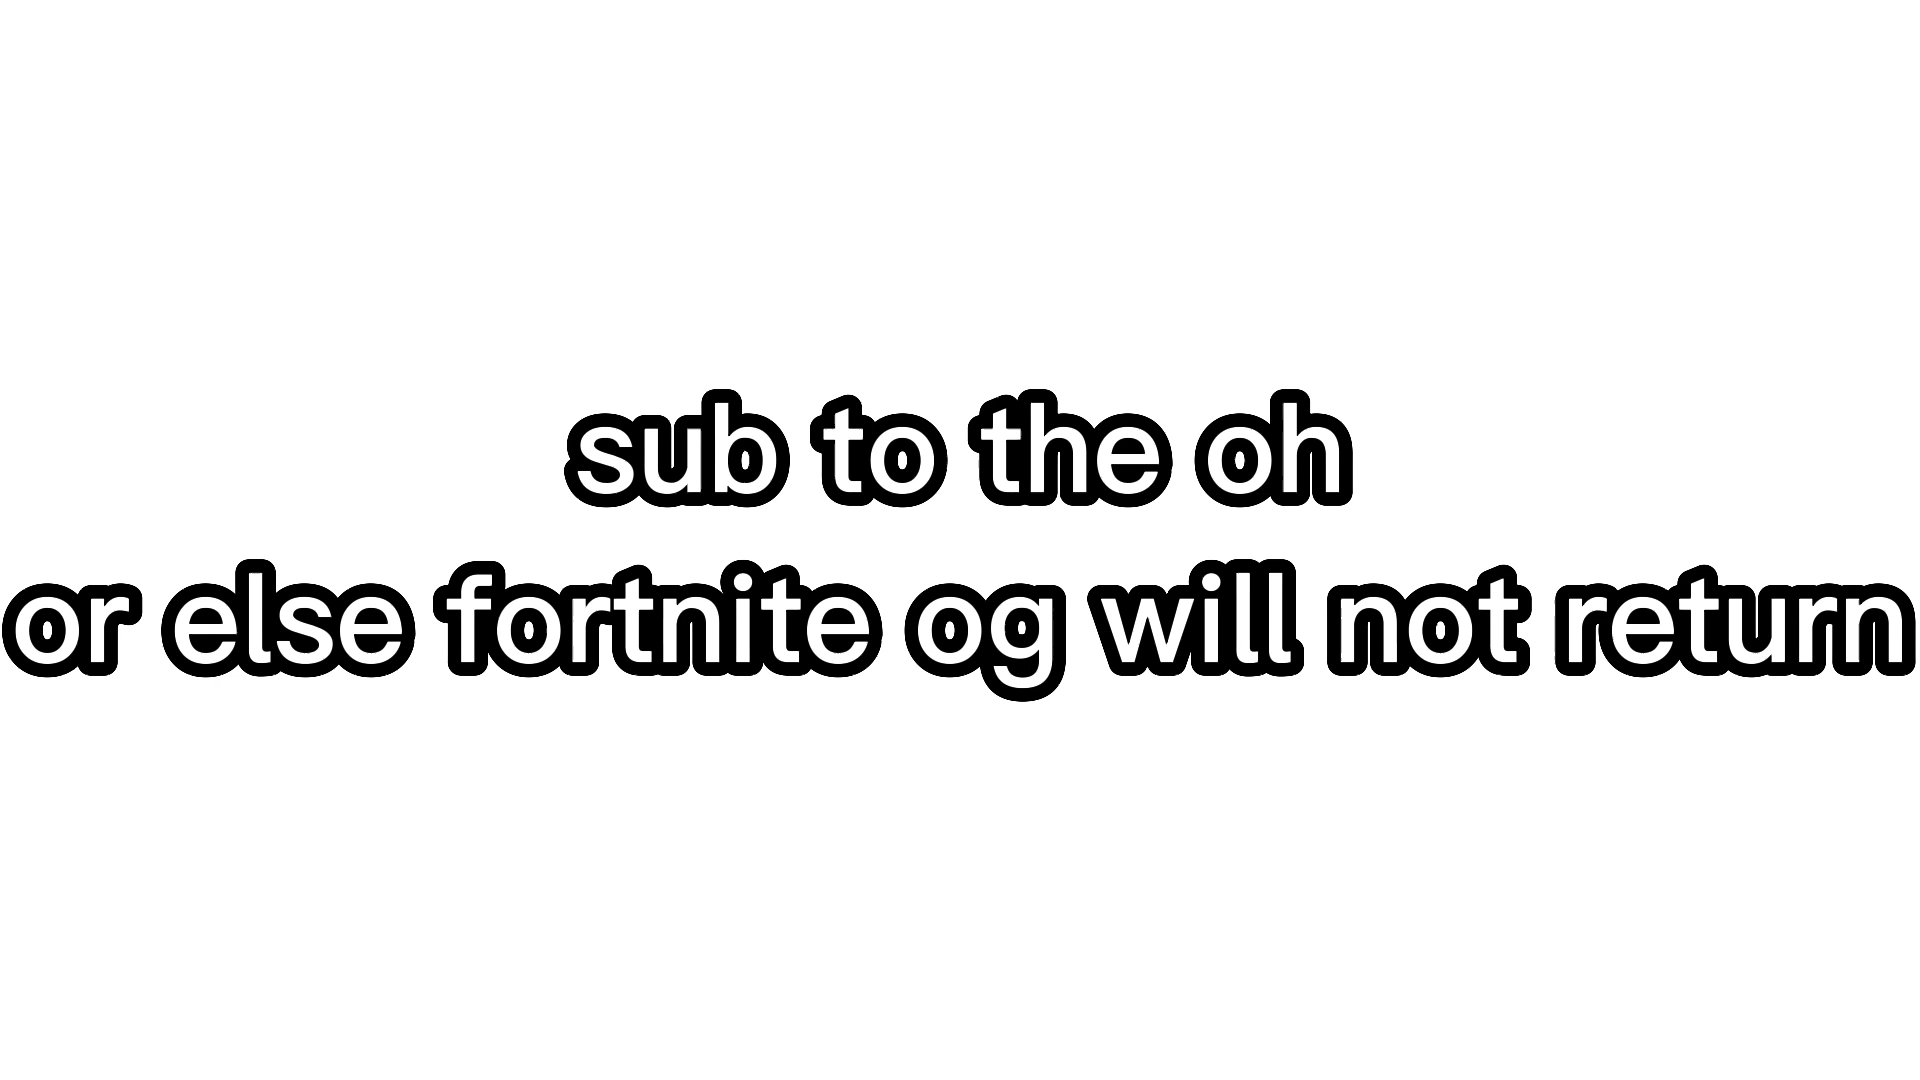 sub to the oh
or else fortnite og will not return